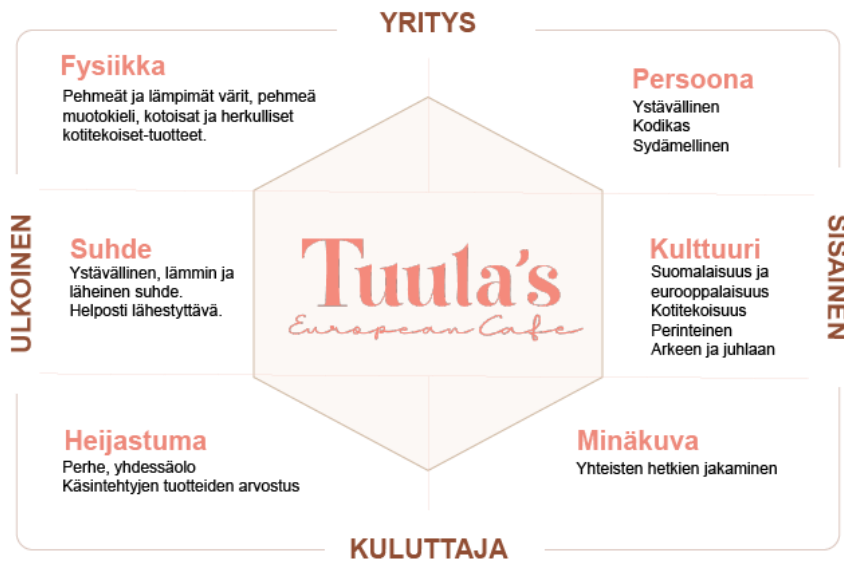 YRITYS
Fysiikka
Pehmeät ja lämpimät värit, pehmeä
muotokieli, kotoisat ja herkulliset
kotitekoiset-tuotteet.
Persoona
Ystävällinen
Kodikas
Sydämellinen
ULKOINEN
Suhde
Ystävällinen, lämmin ja
läheinen suhde.
Helposti lähestyttävä.
Tuula's
European Cafe
Kulttuuri
Suomalaisuus ja
eurooppalaisuus
Kotitekoisuus
Perinteinen
Arkeen ja juhlaan
SISÄINEN
Heijastuma
Perhe, yhdessäolo
Käsintehtyjen tuotteiden arvostus
Minäkuva
Yhteisten hetkien jakaminen
KULUTTAJA